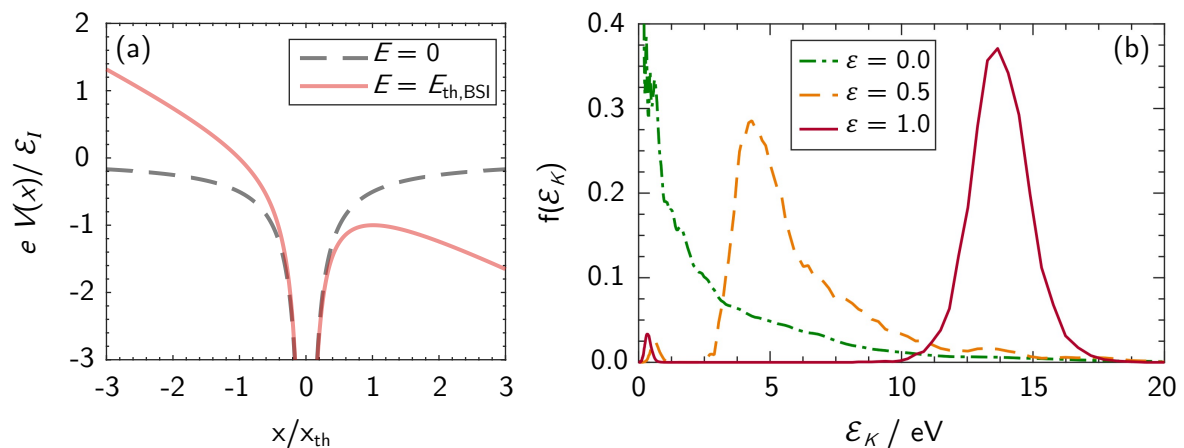 (a)
E = 0
E = E_th,BSI
e V(x)/ ℰ_I
2
1
0
-1
-2
-3
-3 -2 -1 0 1 2 3
x/x_th
(b)
ε = 0.0
ε = 0.5
ε = 1.0
f(ℰ_K)
0.4
0.3
0.2
0.1
0.0
0 5 10 15 20
ℰ_K / eV